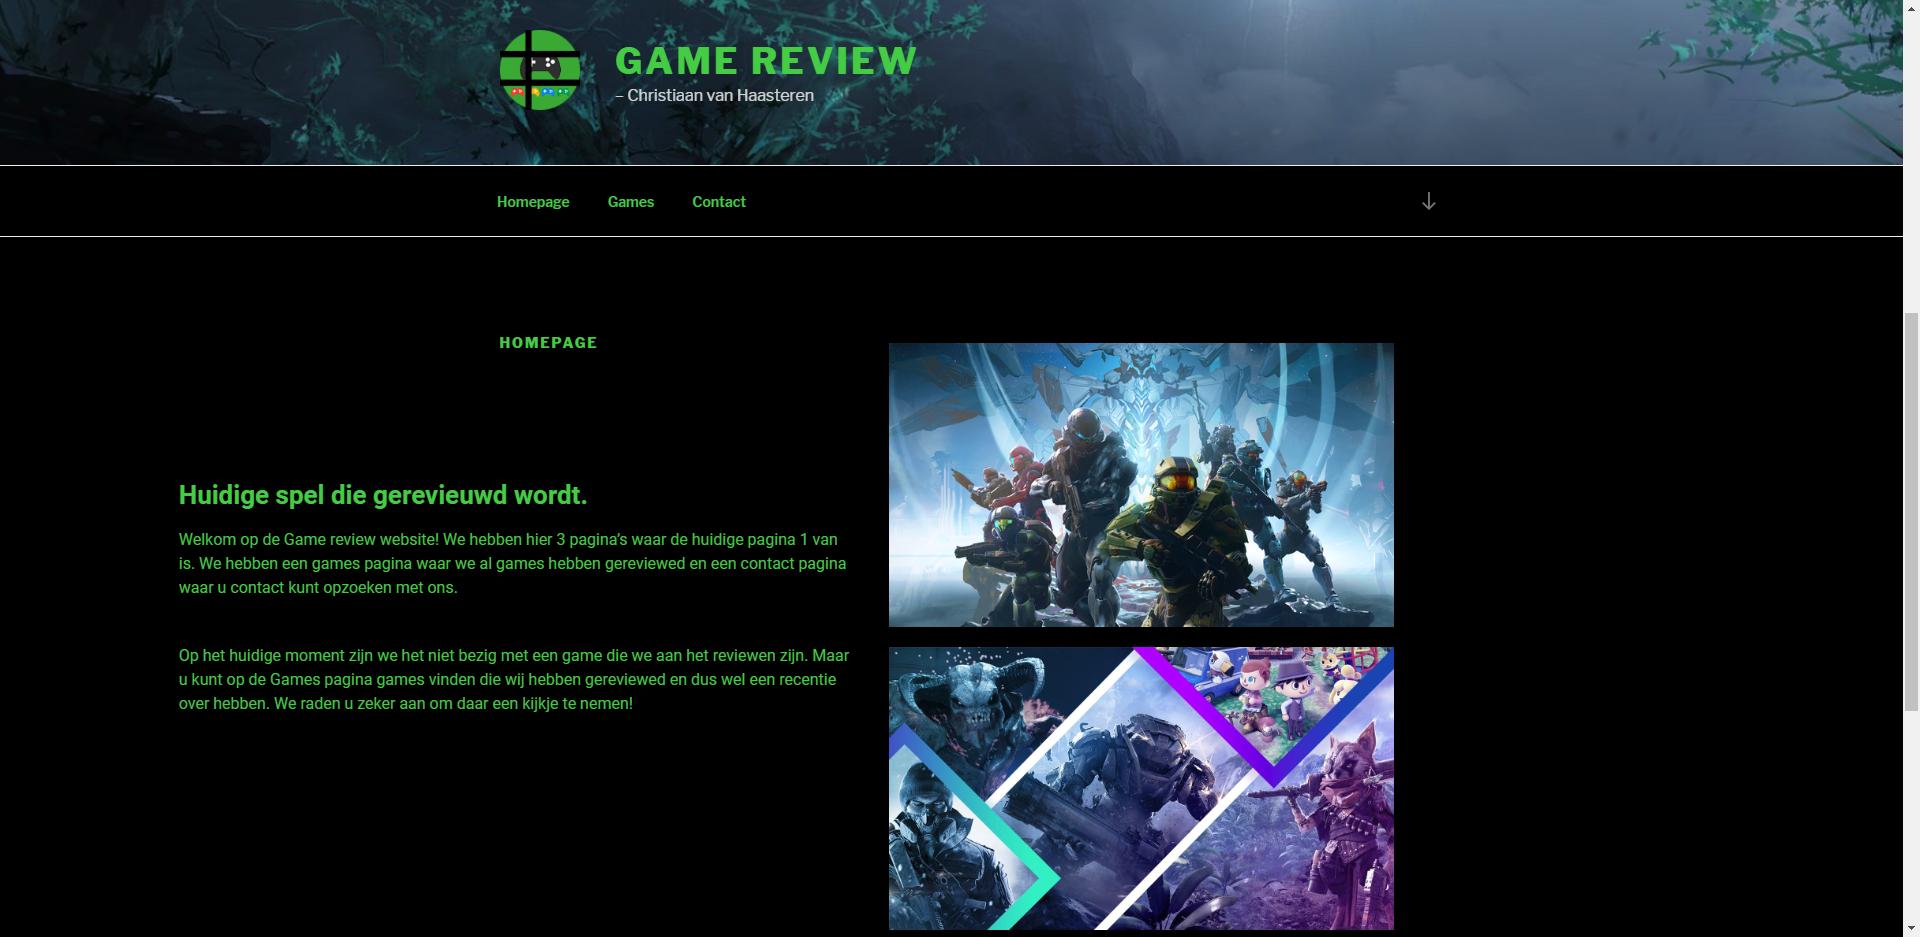 GAME REVIEW
– Christiaan van Haasteren
Homepage Games Contact
HOMEPAGE
Huidige spel die gerevieuwd wordt.
Welkom op de Game review website! We hebben hier 3 pagina's waar de huidige pagina 1 van
is. We hebben een games pagina waar we al games hebben gereviewed en een contact pagina
waar u contact kunt opzoeken met ons.
Op het huidige moment zijn we het niet bezig met een game die we aan het reviewen zijn. Maar
u kunt op de Games pagina games vinden die wij hebben gereviewed en dus wel een recentie
over hebben. We raden u zeker aan om daar een kijkje te nemen!